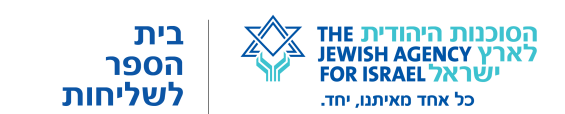 הסוכנות היהודית THE
לארץ JEWISH AGENCY
ישראל FOR ISRAEL
כל אחד מאיתנו, יחד.
בית
הספר
לשליחות